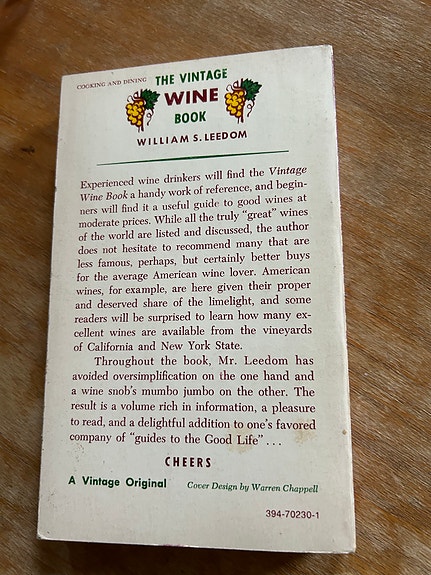 COOKING AND DINING
THE VINTAGE
WINE
BOOK
WILLIAM S. LEEDOM
Experienced wine drinkers will find the Vintage
Wine Book a handy work of reference, and begin-
ners will find it a useful guide to good wines at
moderate prices. While all the truly “great” wines
of the world are listed and discussed, the author
does not hesitate to recommend many that are
less famous, perhaps, but certainly better buys
for the average American wine lover. American
wines, for example, are here given their proper
and deserved share of the limelight, and some
readers will be surprised to learn how many ex-
cellent wines are available from the vineyards
of California and New York State.
Throughout the book, Mr. Leedom has
avoided oversimplification on the one hand and
a wine snob's mumbo jumbo on the other. The
result is a volume rich in information, a pleasure
to read, and a delightful addition to one's favored
company of “guides to the Good Life” . . .
CHEERS
A Vintage Original Cover Design by Warren Chappell
394-70230-1